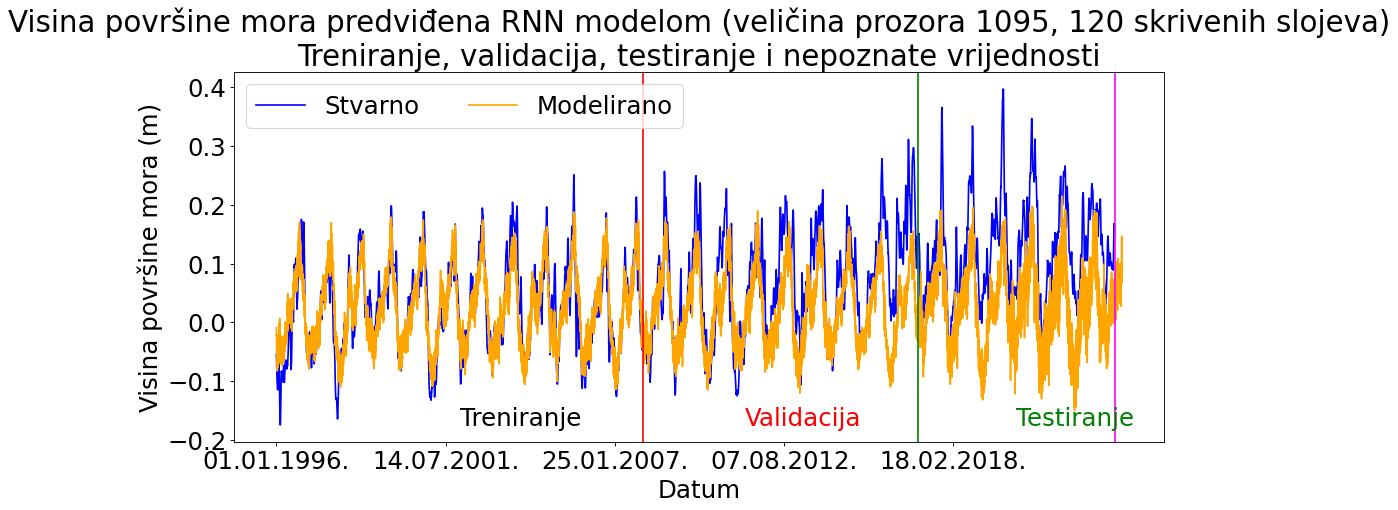 Visina površine mora predviđena RNN modelom (veličina prozora 1095, 120 skrivenih slojeva)
Treniranje, validacija, testiranje i nepoznate vrijednosti
Stvarno Modelirano
Visina površine mora (m)
0.4
0.3
0.2
0.1
0.0
−0.1
−0.2
Treniranje Validacija Testiranje
01.01.1996. 14.07.2001. 25.01.2007. 07.08.2012. 18.02.2018.
Datum